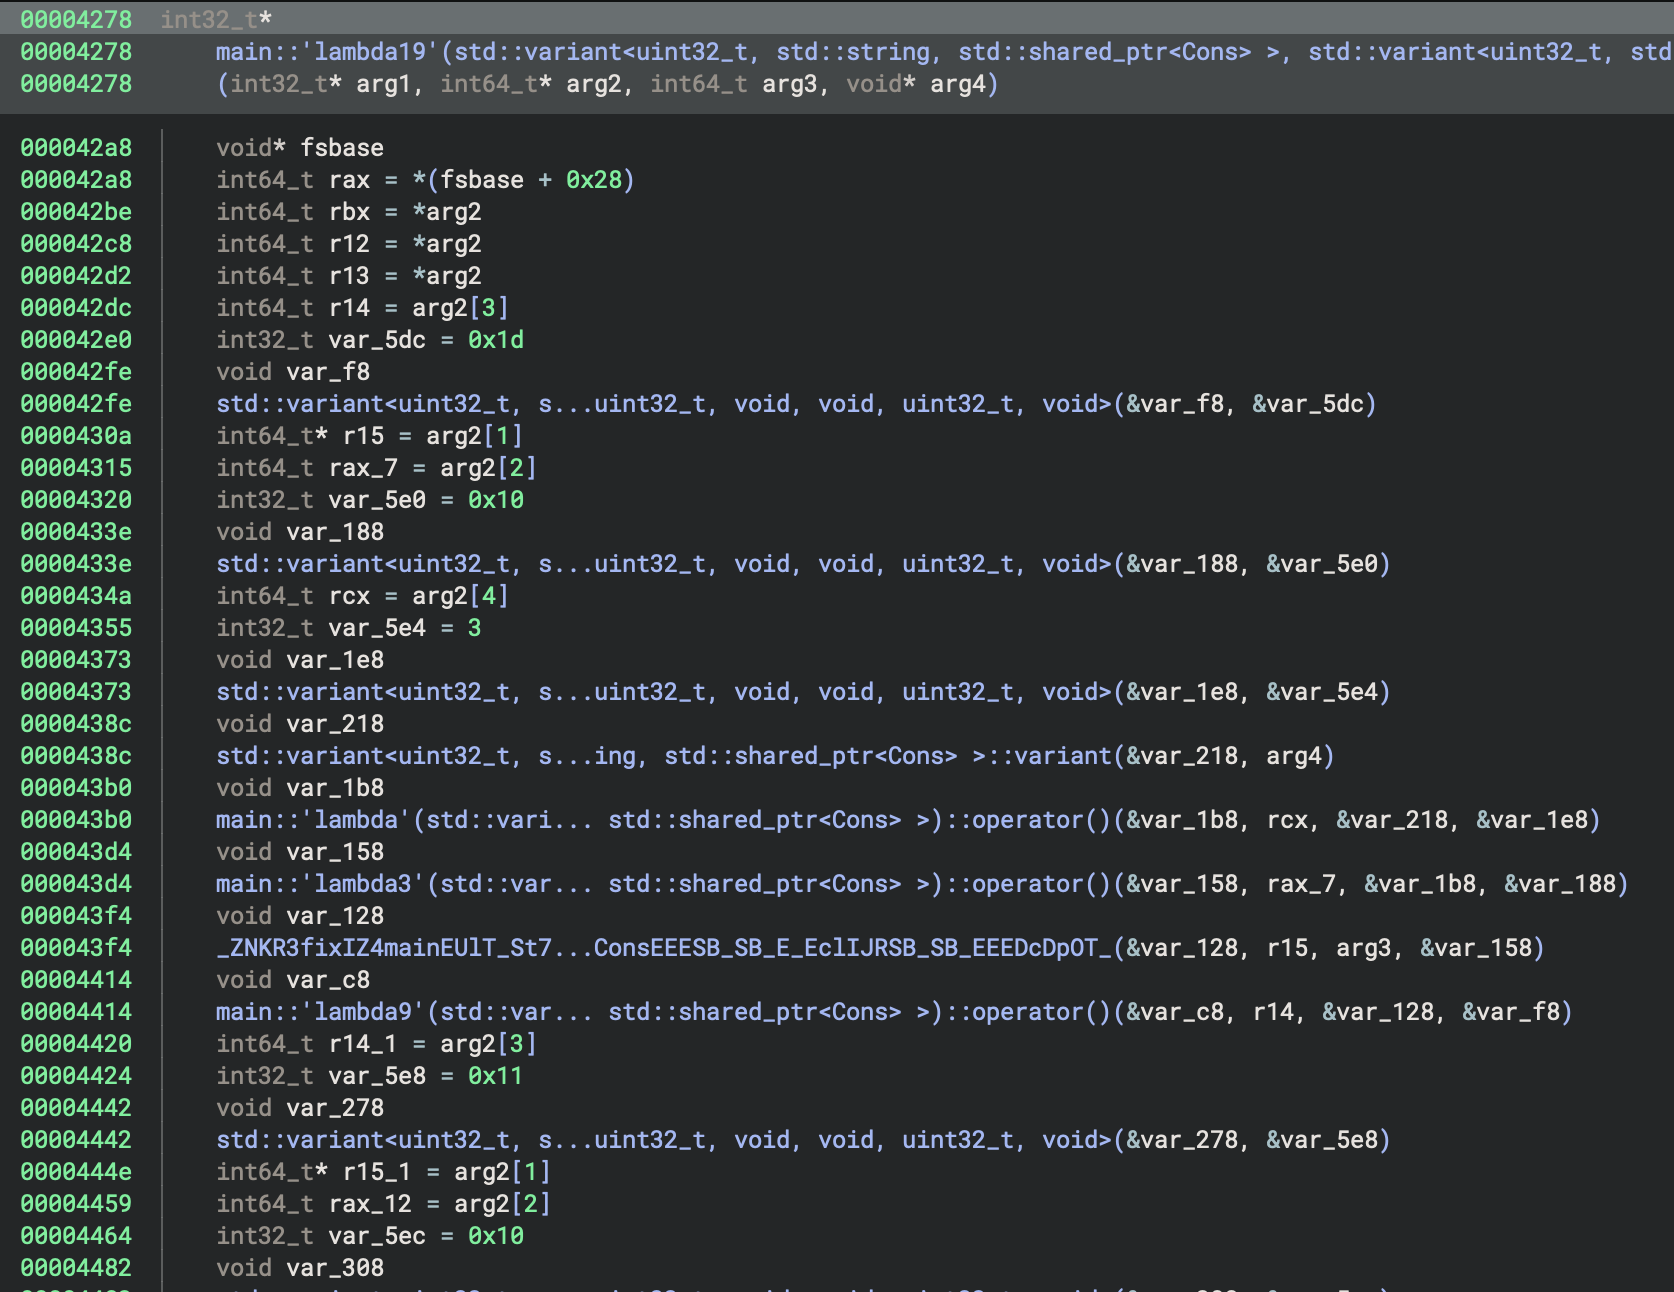 00004278 int32_t*
00004278 main::'lambda19'(std::variant<uint32_t, std::string, std::shared_ptr<Cons> >, std::variant<uint32_t, std
00004278 (int32_t* arg1, int64_t* arg2, int64_t arg3, void* arg4)
000042a8 void* fsbase
000042a8 int64_t rax = *(fsbase + 0x28)
000042be int64_t rbx = *arg2
000042c8 int64_t r12 = *arg2
000042d2 int64_t r13 = *arg2
000042dc int64_t r14 = arg2[3]
000042e0 int32_t var_5dc = 0x1d
000042fe void var_f8
000042fe std::variant<uint32_t, s...uint32_t, void, void, uint32_t, void>(&var_f8, &var_5dc)
0000430a int64_t* r15 = arg2[1]
00004315 int64_t rax_7 = arg2[2]
00004320 int32_t var_5e0 = 0x10
0000433e void var_188
0000433e std::variant<uint32_t, s...uint32_t, void, void, uint32_t, void>(&var_188, &var_5e0)
0000434a int64_t rcx = arg2[4]
00004355 int32_t var_5e4 = 3
00004373 void var_1e8
00004373 std::variant<uint32_t, s...uint32_t, void, void, uint32_t, void>(&var_1e8, &var_5e4)
0000438c void var_218
0000438c std::variant<uint32_t, s...ing, std::shared_ptr<Cons> >::variant(&var_218, arg4)
000043b0 void var_1b8
000043b0 main::'lambda'(std::vari... std::shared_ptr<Cons> >)::operator()(&var_1b8, rcx, &var_218, &var_1e8)
000043d4 void var_158
000043d4 main::'lambda3'(std::var... std::shared_ptr<Cons> >)::operator()(&var_158, rax_7, &var_1b8, &var_188)
000043f4 void var_128
000043f4 _ZNKR3fixIZ4mainEUlT_St7...ConsEEESB_SB_E_EclIJRSB_SB_EEEDcDpOT_(&var_128, r15, arg3, &var_158)
00004414 void var_c8
00004414 main::'lambda9'(std::var... std::shared_ptr<Cons> >)::operator()(&var_c8, r14, &var_128, &var_f8)
00004420 int64_t r14_1 = arg2[3]
00004424 int32_t var_5e8 = 0x11
00004442 void var_278
00004442 std::variant<uint32_t, s...uint32_t, void, void, uint32_t, void>(&var_278, &var_5e8)
0000444e int64_t* r15_1 = arg2[1]
00004459 int64_t rax_12 = arg2[2]
00004464 int32_t var_5ec = 0x10
00004482 void var_308